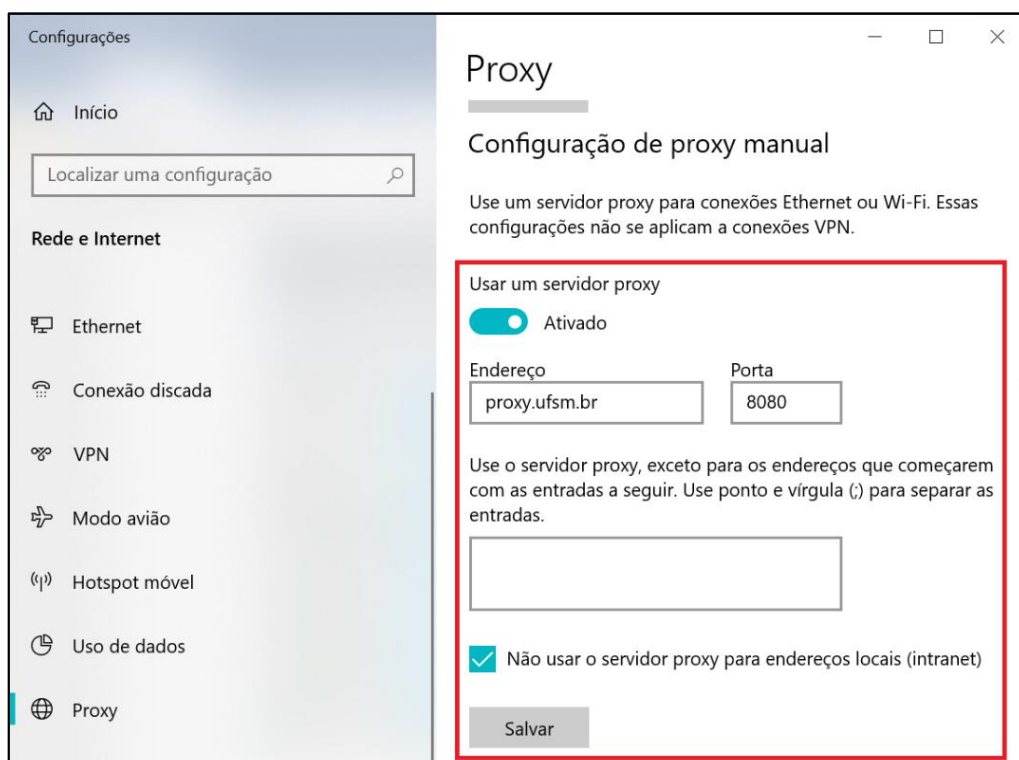 Configurações
Início
Localizar uma configuração
Rede e Internet
Ethernet
Conexão discada
VPN
Modo avião
Hotspot móvel
Uso de dados
Proxy
Proxy
Configuração de proxy manual
Use um servidor proxy para conexões Ethernet ou Wi-Fi. Essas
configurações não se aplicam a conexões VPN.
Usar um servidor proxy
Ativado
Endereço Porta
proxy.ufsm.br 8080
Use o servidor proxy, exceto para os endereços que começarem
com as entradas a seguir. Use ponto e vírgula (;) para separar as
entradas.
Não usar o servidor proxy para endereços locais (intranet)
Salvar